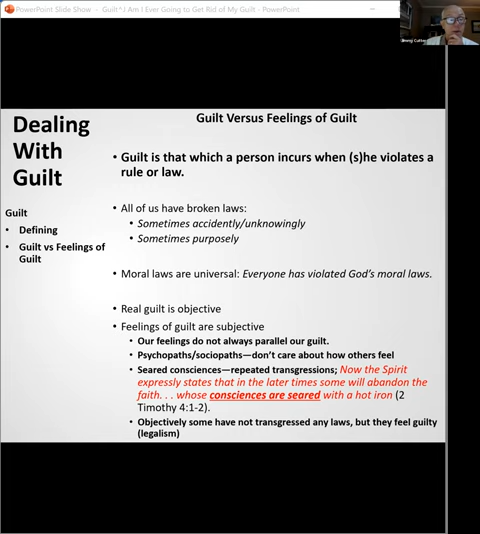 PowerPoint Slide Show - Guilt^J Am I Ever Going to Get Rid of My Guilt - PowerPoint
Dealing
With
Guilt
Guilt
• Defining
• Guilt vs Feelings of
Guilt
Guilt Versus Feelings of Guilt
• Guilt is that which a person incurs when (s)he violates a
rule or law.
• All of us have broken laws:
• Sometimes accidently/unknowingly
• Sometimes purposely
• Moral laws are universal: Everyone has violated God's moral laws.
• Real guilt is objective
• Feelings of guilt are subjective
• Our feelings do not always parallel our guilt.
• Psychopaths/sociopaths—don't care about how others feel
• Seared consciences—repeated transgressions; Now the Spirit
expressly states that in the later times some will abandon the
faith. . . whose consciences are seared with a hot iron (2
Timothy 4:1-2).
• Objectively some have not transgressed any laws, but they feel guilty
(legalism)